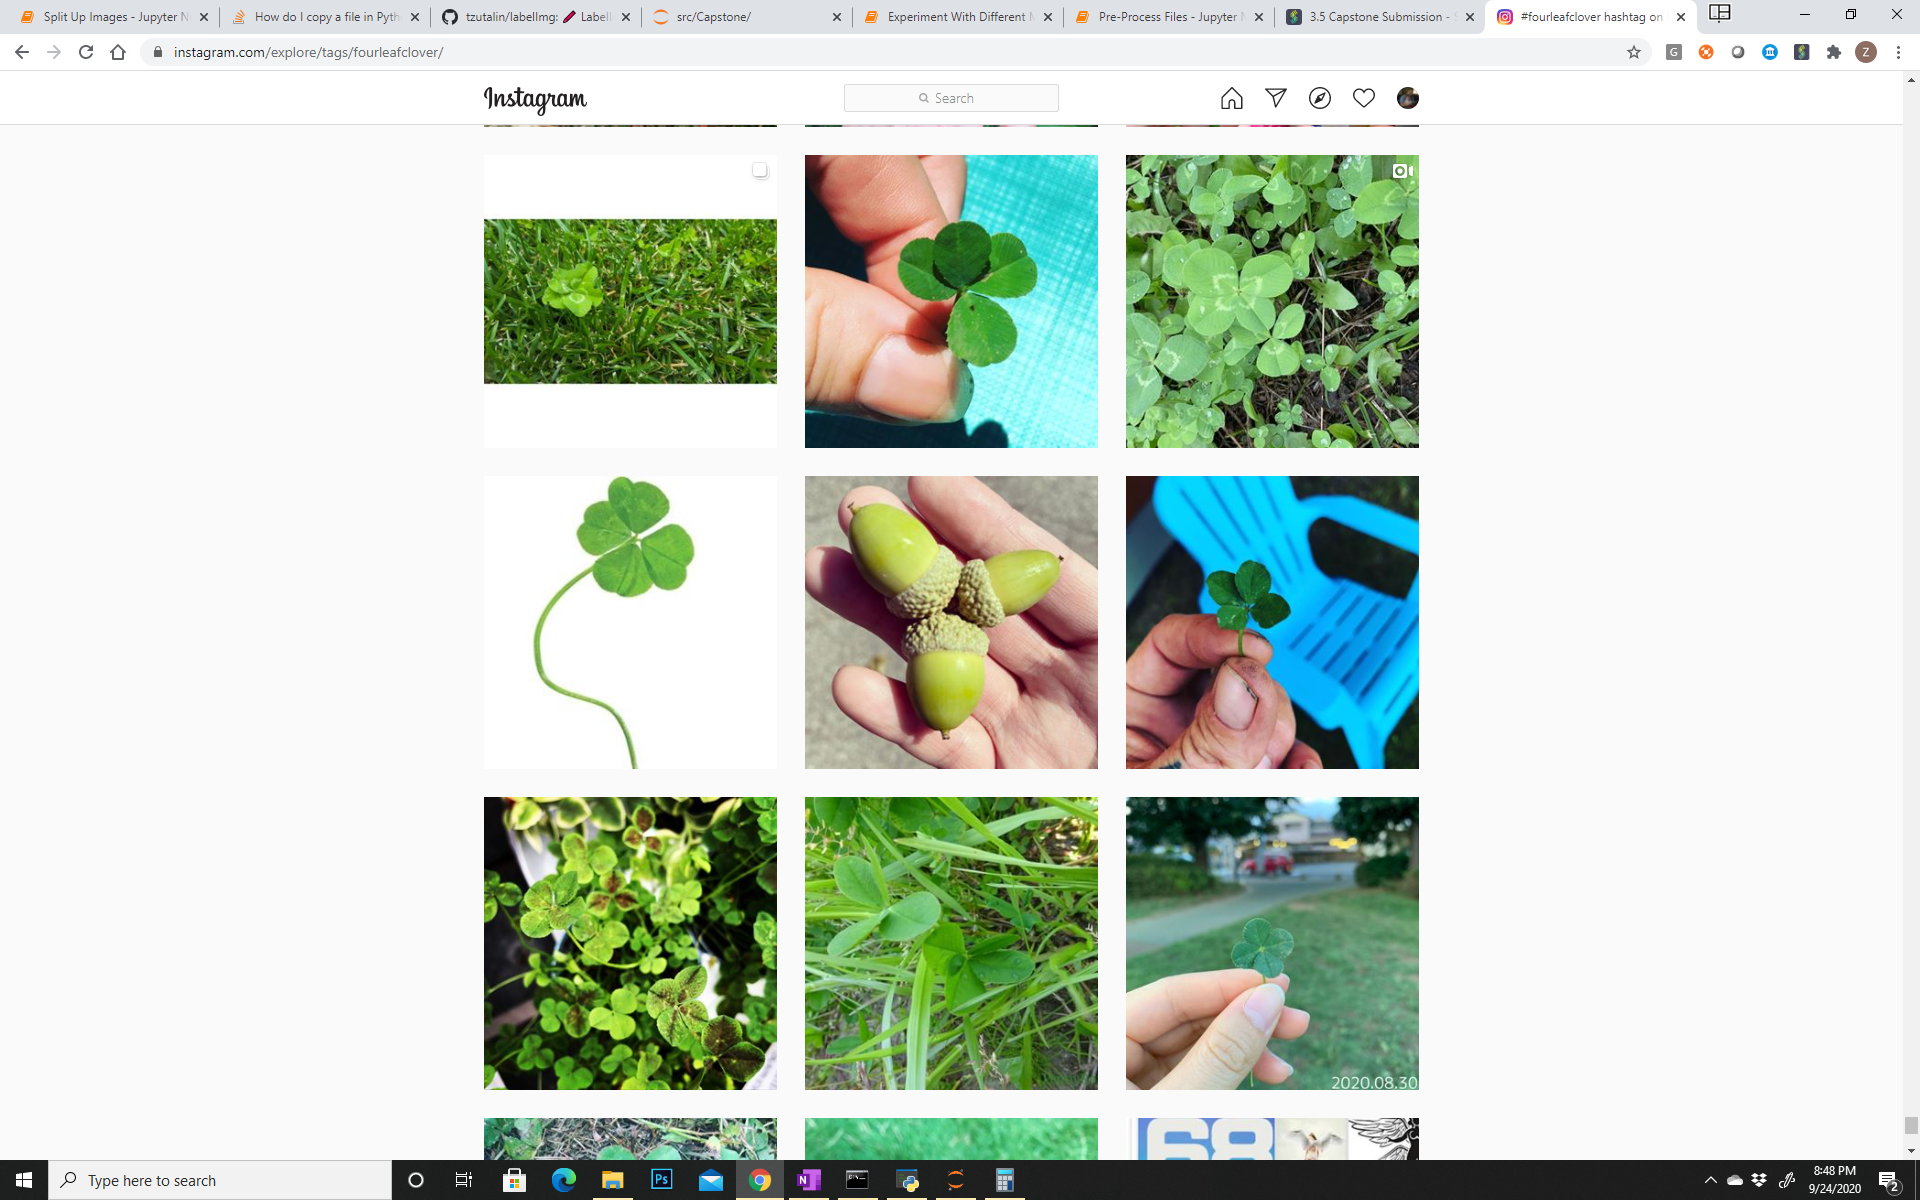 Split Up Images - Jupyter N
How do I copy a file in Pyth
tzutalin/labelImg: 🖍 Label
src/Capstone/
Experiment With Different M
Pre-Process Files - Jupyter N
3.5 Capstone Submission - S
#fourleafclover hashtag on
instagram.com/explore/tags/fourleafclover/
G
Z
Instagram
Search
2020.08.30
68
Type here to search
Ps
N
8:48 PM
9/24/2020
2